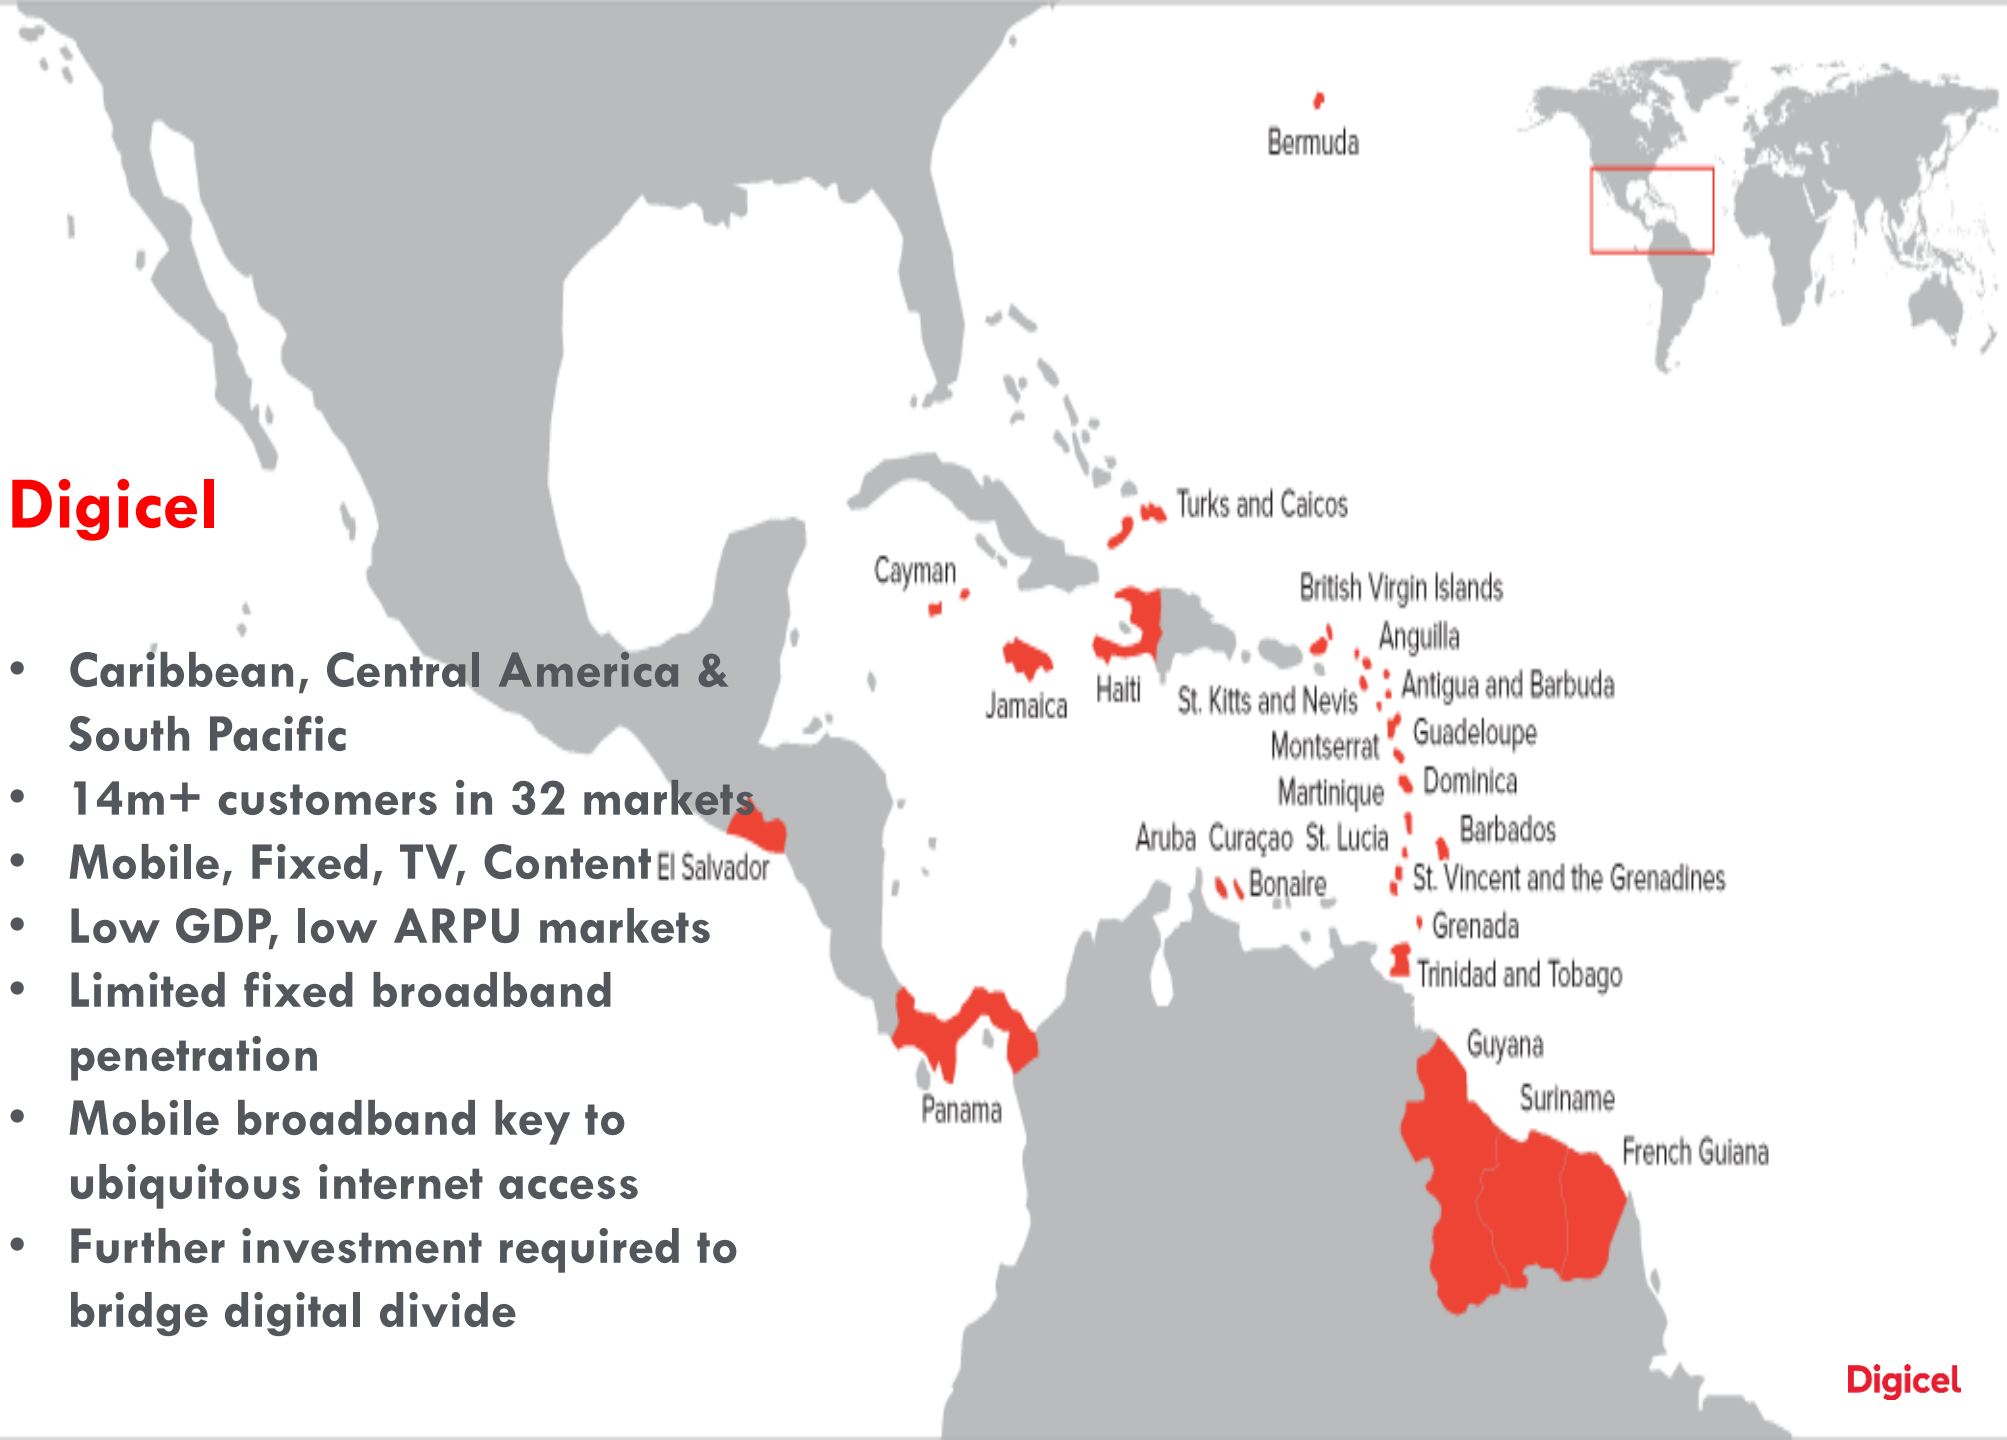 Digicel
• Caribbean, Central America &
South Pacific
• 14m+ customers in 32 markets
• Mobile, Fixed, TV, Content
• Low GDP, low ARPU markets
• Limited fixed broadband
penetration
• Mobile broadband key to
ubiquitous internet access
• Further investment required to
bridge digital divide
Bermuda
Turks and Caicos
Cayman
British Virgin Islands
Anguilla
Jamaica
Haiti
St. Kitts and Nevis
Antigua and Barbuda
Montserrat
Guadeloupe
Martinique
Dominica
Aruba Curaçao St. Lucia
Barbados
El Salvador
Bonaire
St. Vincent and the Grenadines
Grenada
Trinidad and Tobago
Guyana
Suriname
Panama
French Guiana
Digicel